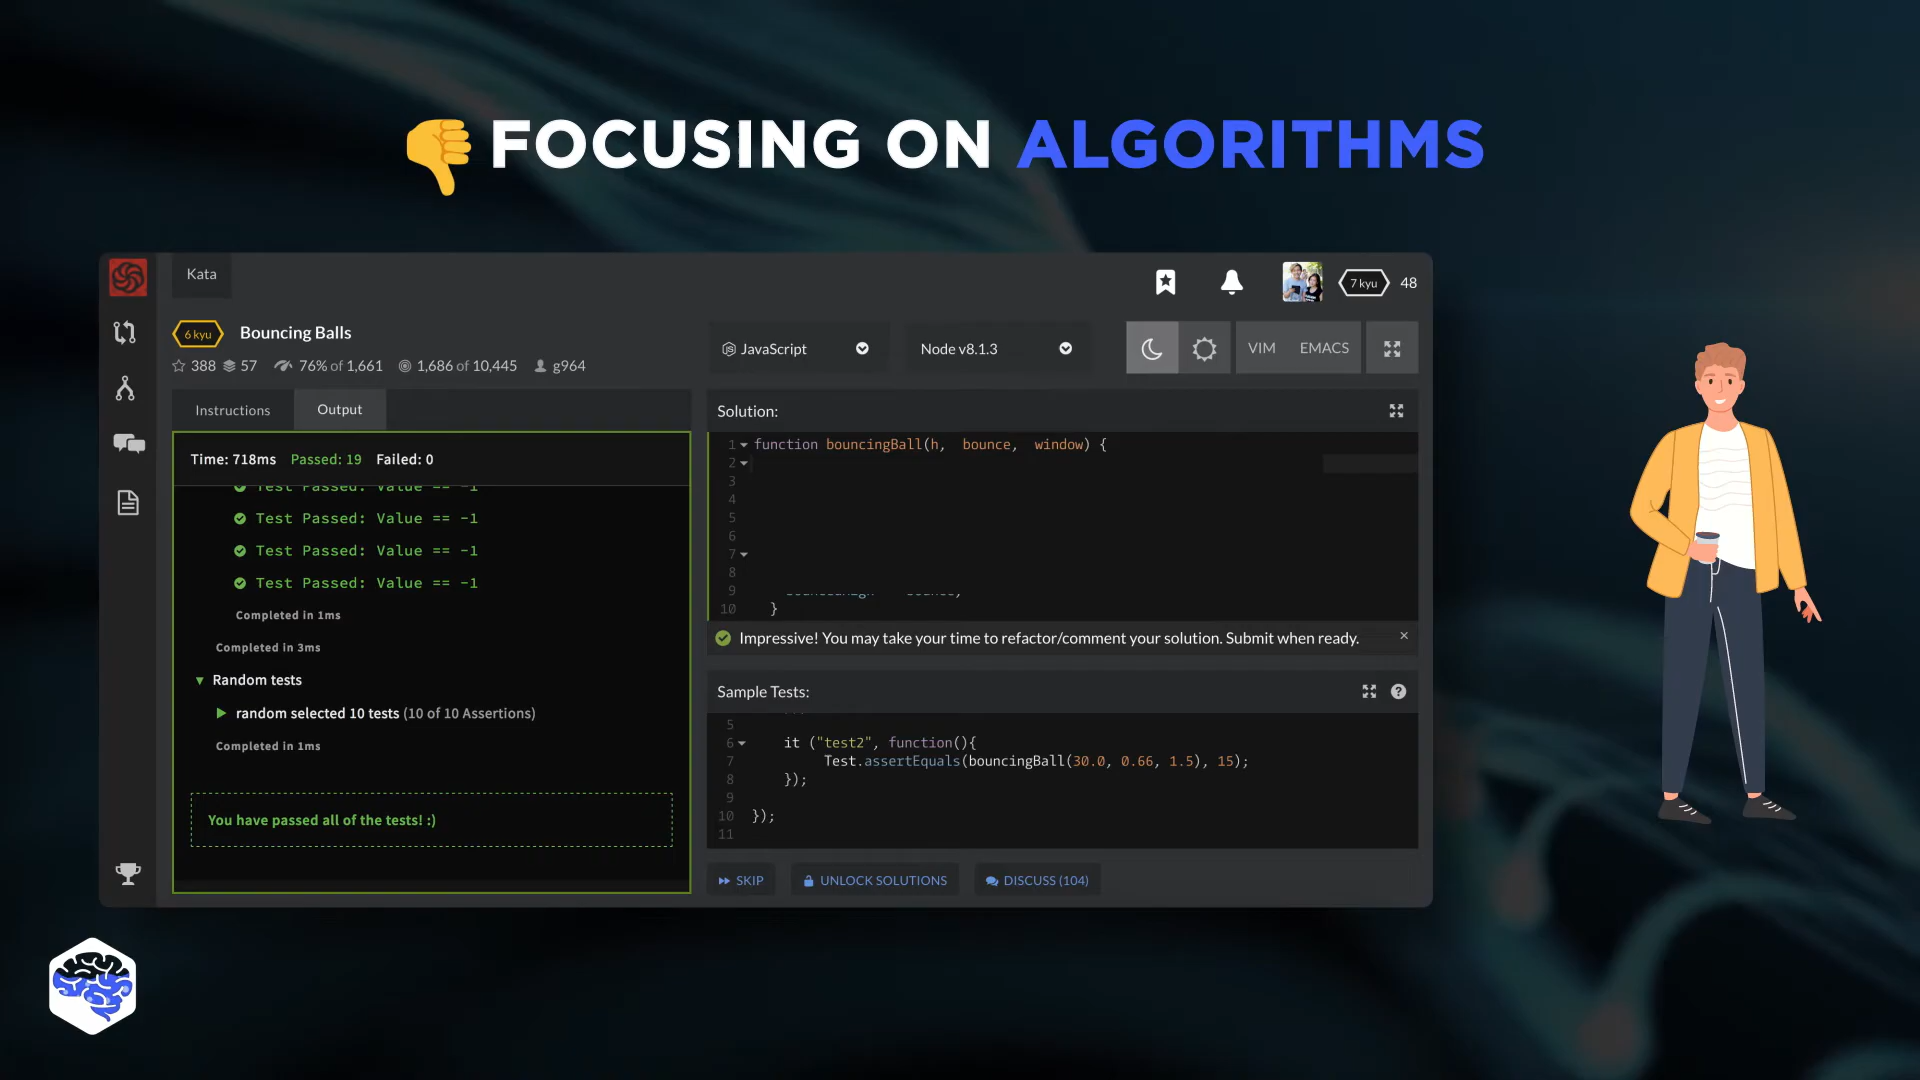 👎 FOCUSING ON ALGORITHMS
Kata
7 kyu 48
6 kyu Bouncing Balls
388 57 76% of 1,661 1,686 of 10,445 g964
JavaScript
Node v8.1.3
VIM EMACS
Instructions Output
Time: 718ms Passed: 19 Failed: 0
Test Passed: Value == -1
Test Passed: Value == -1
Test Passed: Value == -1
Test Passed: Value == -1
Completed in 1ms
Completed in 3ms
Random tests
random selected 10 tests (10 of 10 Assertions)
Completed in 1ms
You have passed all of the tests! :)
Solution:
1 function bouncingBall(h, bounce, window) {
2
3
4
5
6
7
8
9
10 }
Impressive! You may take your time to refactor/comment your solution. Submit when ready. ×
Sample Tests:
5
6 it ("test2", function(){
7 Test.assertEquals(bouncingBall(30.0, 0.66, 1.5), 15);
8 });
9
10 });
11
SKIP UNLOCK SOLUTIONS DISCUSS (104)